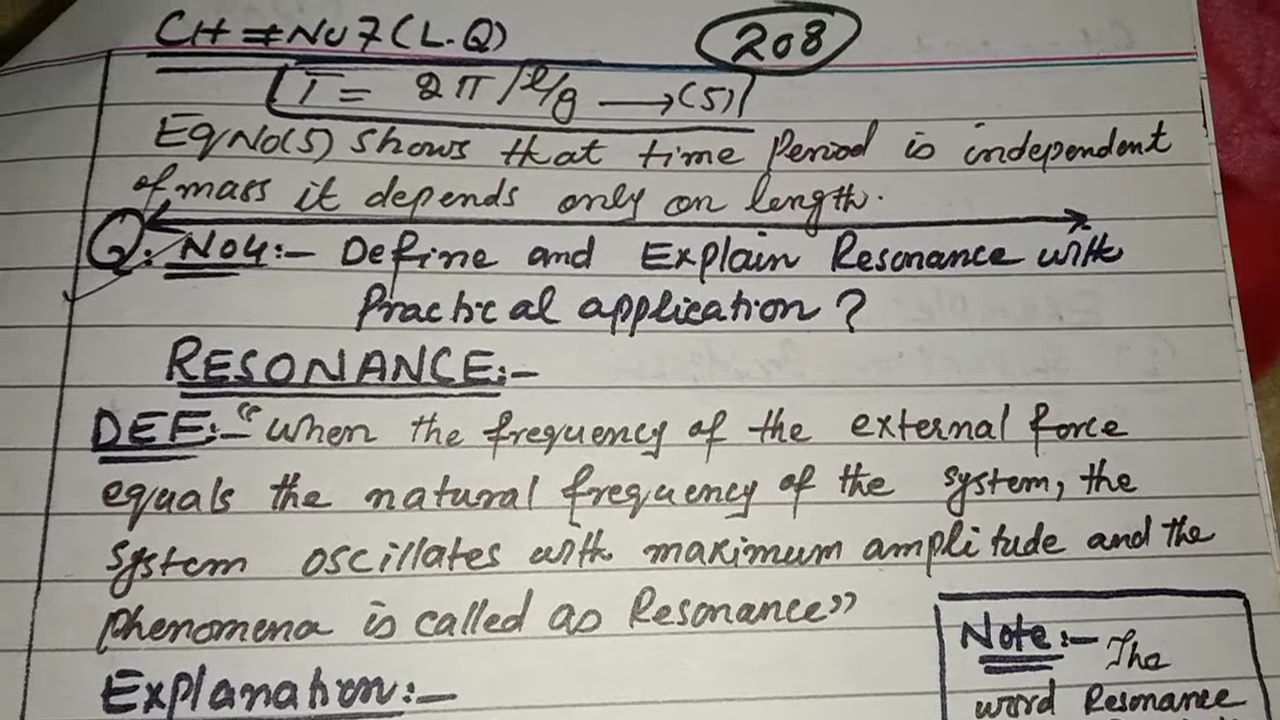 CH # No 7 (L.Q)
208
T = 2π √l/g → (5)
Eq No(5) shows that time Period is independent
of mass it depends only on length.
Q: No4:- Define and Explain Resonance with
Practical application?
RESONANCE:-
DEF:- "when the frequency of the external force
equals the natural frequency of the system, the
system oscillates with maximum amplitude and the
phenomena is called as Resonance"
Note:- The
word Resonance
Explanation:-